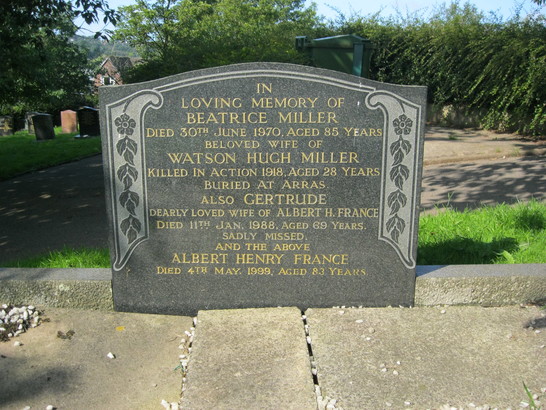 IN
LOVING MEMORY OF
BEATRICE MILLER
DIED 30TH JUNE 1970, AGED 85 YEARS
BELOVED WIFE OF
WATSON HUGH MILLER
KILLED IN ACTION 1918, AGED 28 YEARS
BURIED AT ARRAS
ALSO GERTRUDE
DEARLY LOVED WIFE OF ALBERT H. FRANCE
DIED 11TH JAN. 1988, AGED 69 YEARS.
SADLY MISSED.
AND THE ABOVE
ALBERT HENRY FRANCE
DIED 4TH MAY. 1999, AGED 83 YEARS.